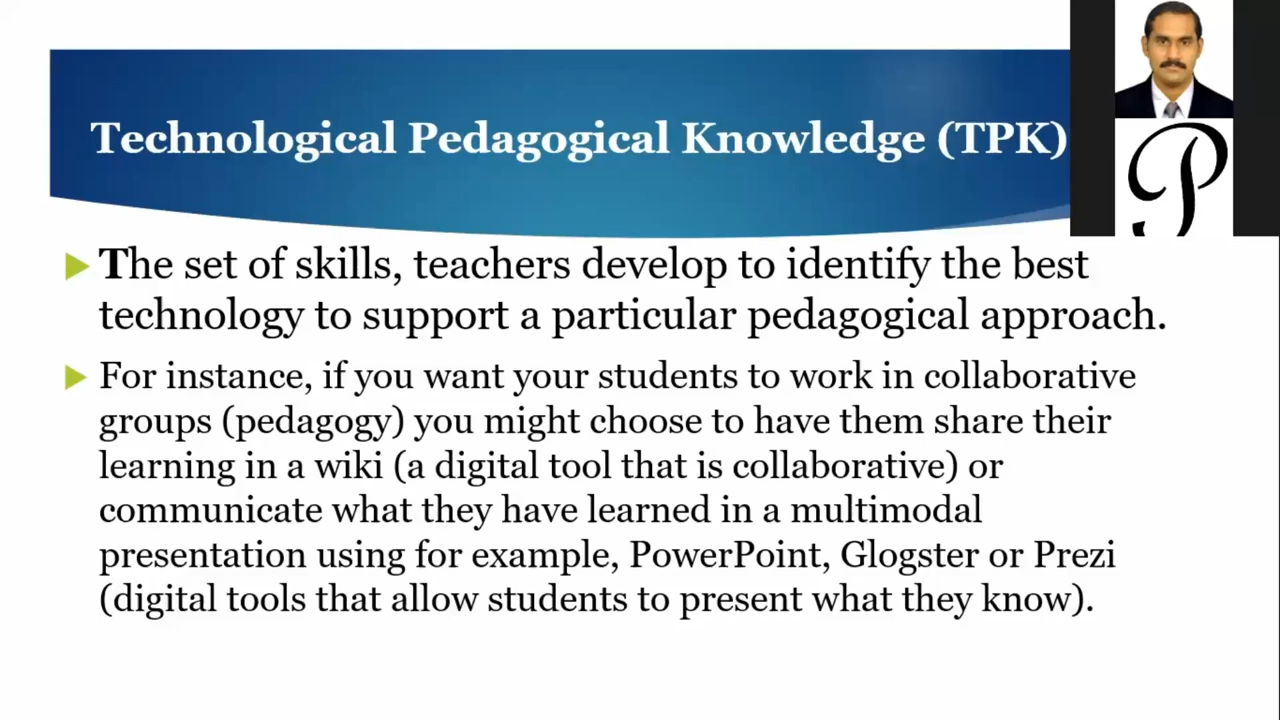 Technological Pedagogical Knowledge (TPK)
The set of skills, teachers develop to identify the best
technology to support a particular pedagogical approach.
For instance, if you want your students to work in collaborative
groups (pedagogy) you might choose to have them share their
learning in a wiki (a digital tool that is collaborative) or
communicate what they have learned in a multimodal
presentation using for example, PowerPoint, Glogster or Prezi
(digital tools that allow students to present what they know).
P